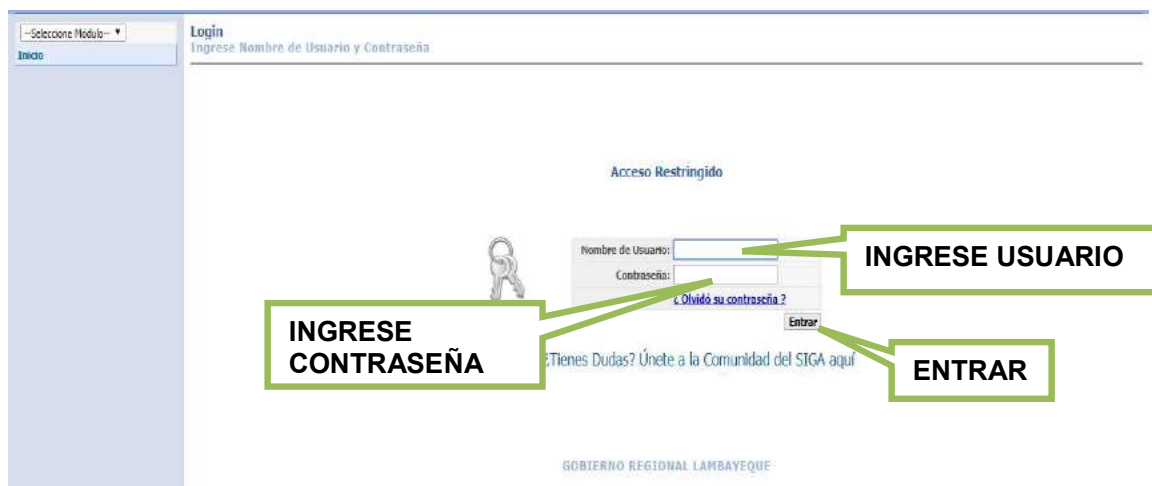 --Seleccione Módulo--
Inicio
Login
Ingrese Nombre de Usuario y Contraseña
Acceso Restringido
Nombre de Usuario:
INGRESE USUARIO
Contraseña:
¿ Olvidó su contraseña ?
Entrar
INGRESE
CONTRASEÑA
ENTRAR
¿Tienes Dudas? Únete a la Comunidad del SIGA aquí
GOBIERNO REGIONAL LAMBAYEQUE